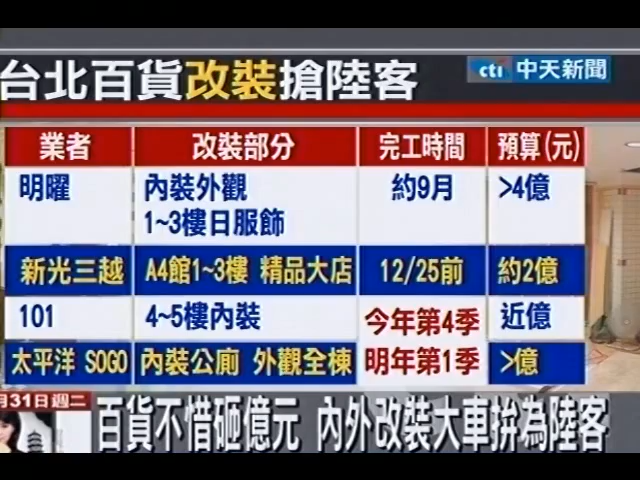 台北百貨改裝搶陸客
cti 中天新聞
業者 改裝部分 完工時間 預算(元)
明曜 內裝外觀 約9月 >4億
1~3樓日服飾
新光三越 A4館1~3樓 精品大店 12/25前 約2億
101 4~5樓內裝 今年第4季 近億
太平洋 SOGO 內裝公廁 外觀全棟 明年第1季 >億
月31日週二
百貨不惜砸億元 內外改裝大車拚為陸客